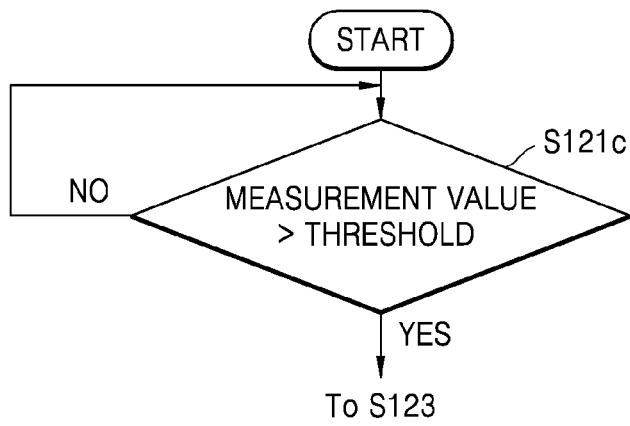 START
S121c
MEASUREMENT VALUE
> THRESHOLD
NO
YES
To S123